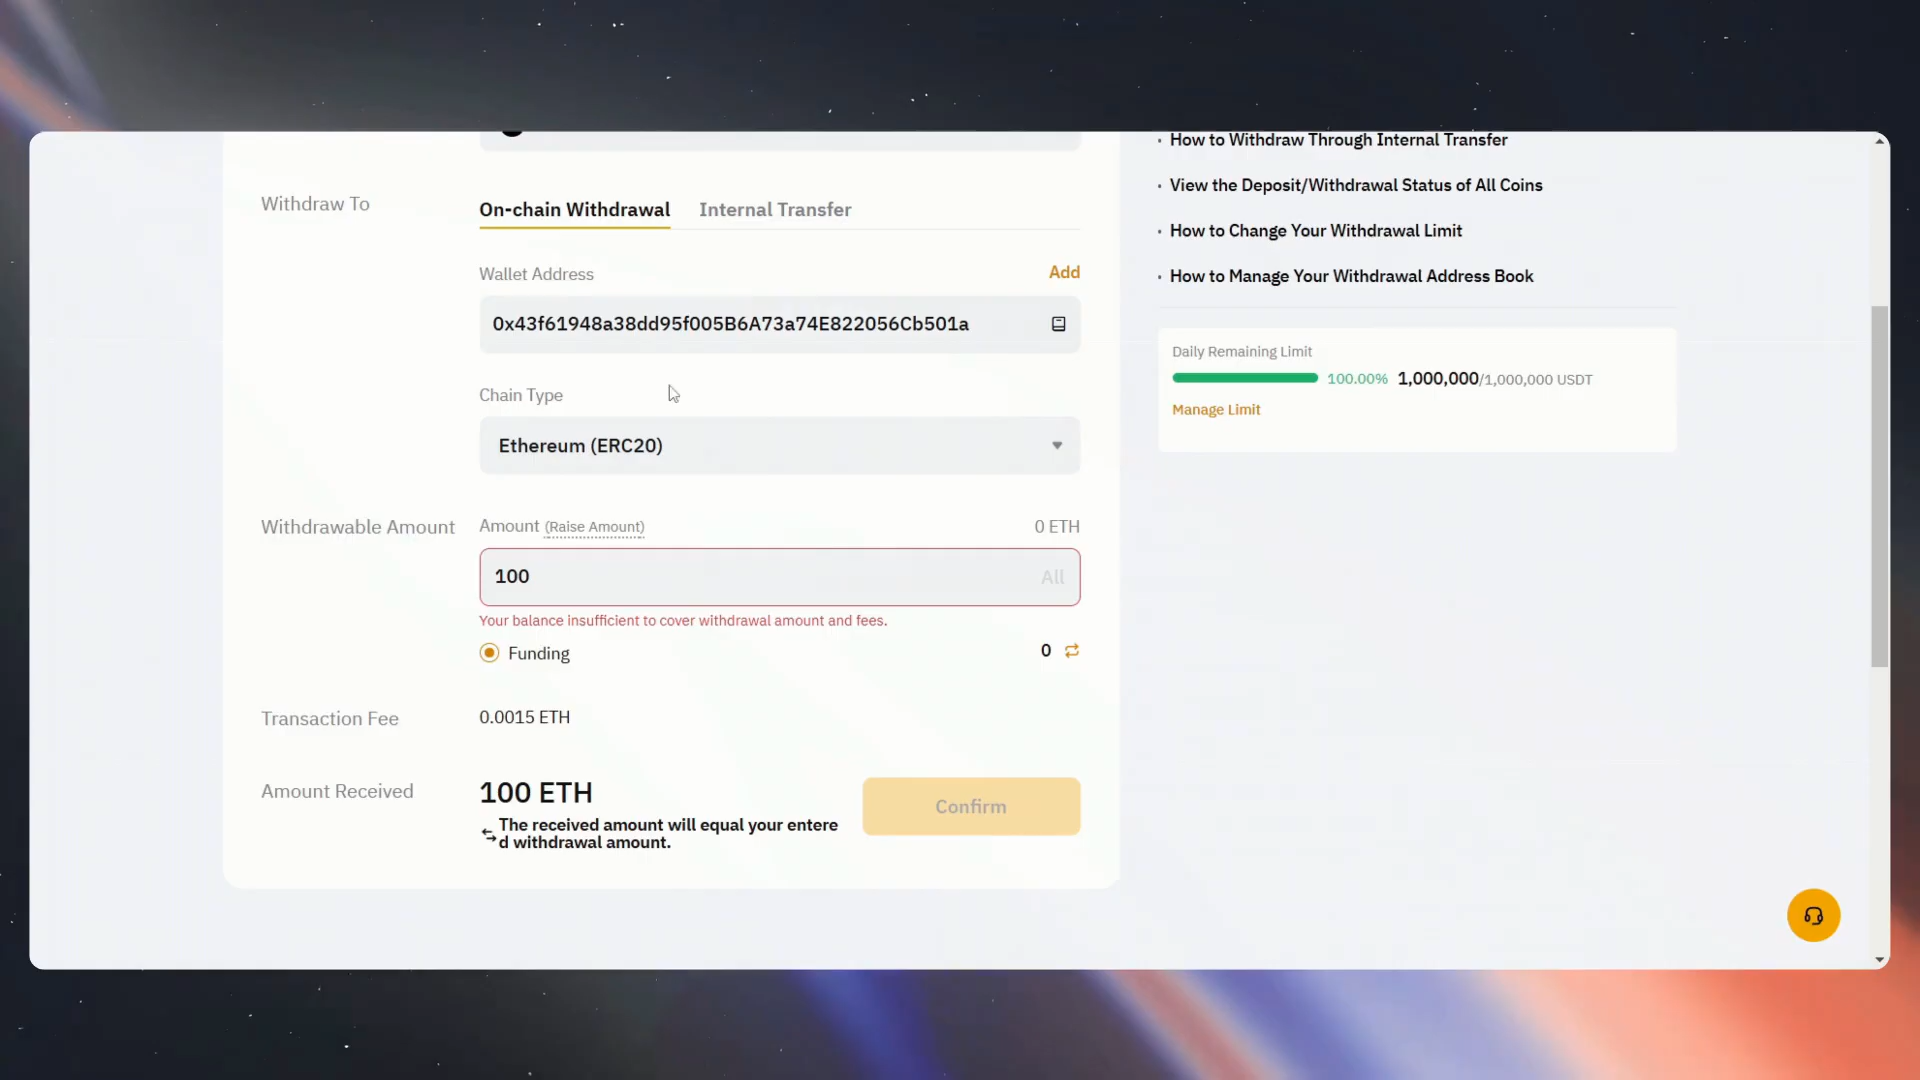 Withdraw To
On-chain Withdrawal
Internal Transfer
Wallet Address
Add
0x43f61948a38dd95f005B6A73a74E822056Cb501a
Chain Type
Ethereum (ERC20)
Withdrawable Amount
Amount (Raise Amount)
0 ETH
100
All
Your balance insufficient to cover withdrawal amount and fees.
Funding
0
Transaction Fee
0.0015 ETH
Amount Received
100 ETH
The received amount will equal your entere
d withdrawal amount.
Confirm
· How to Withdraw Through Internal Transfer
· View the Deposit/Withdrawal Status of All Coins
· How to Change Your Withdrawal Limit
· How to Manage Your Withdrawal Address Book
Daily Remaining Limit
100.00% 1,000,000/1,000,000 USDT
Manage Limit